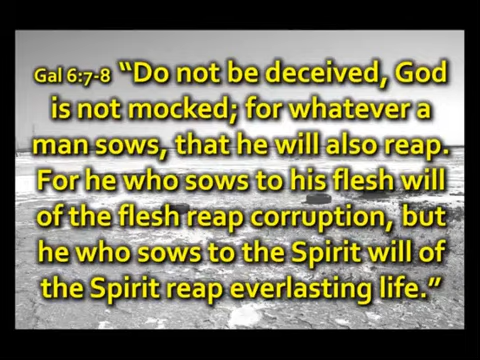 Gal 6:7-8 “Do not be deceived, God
is not mocked; for whatever a
man sows, that he will also reap.
For he who sows to his flesh will
of the flesh reap corruption, but
he who sows to the Spirit will of
the Spirit reap everlasting life.”